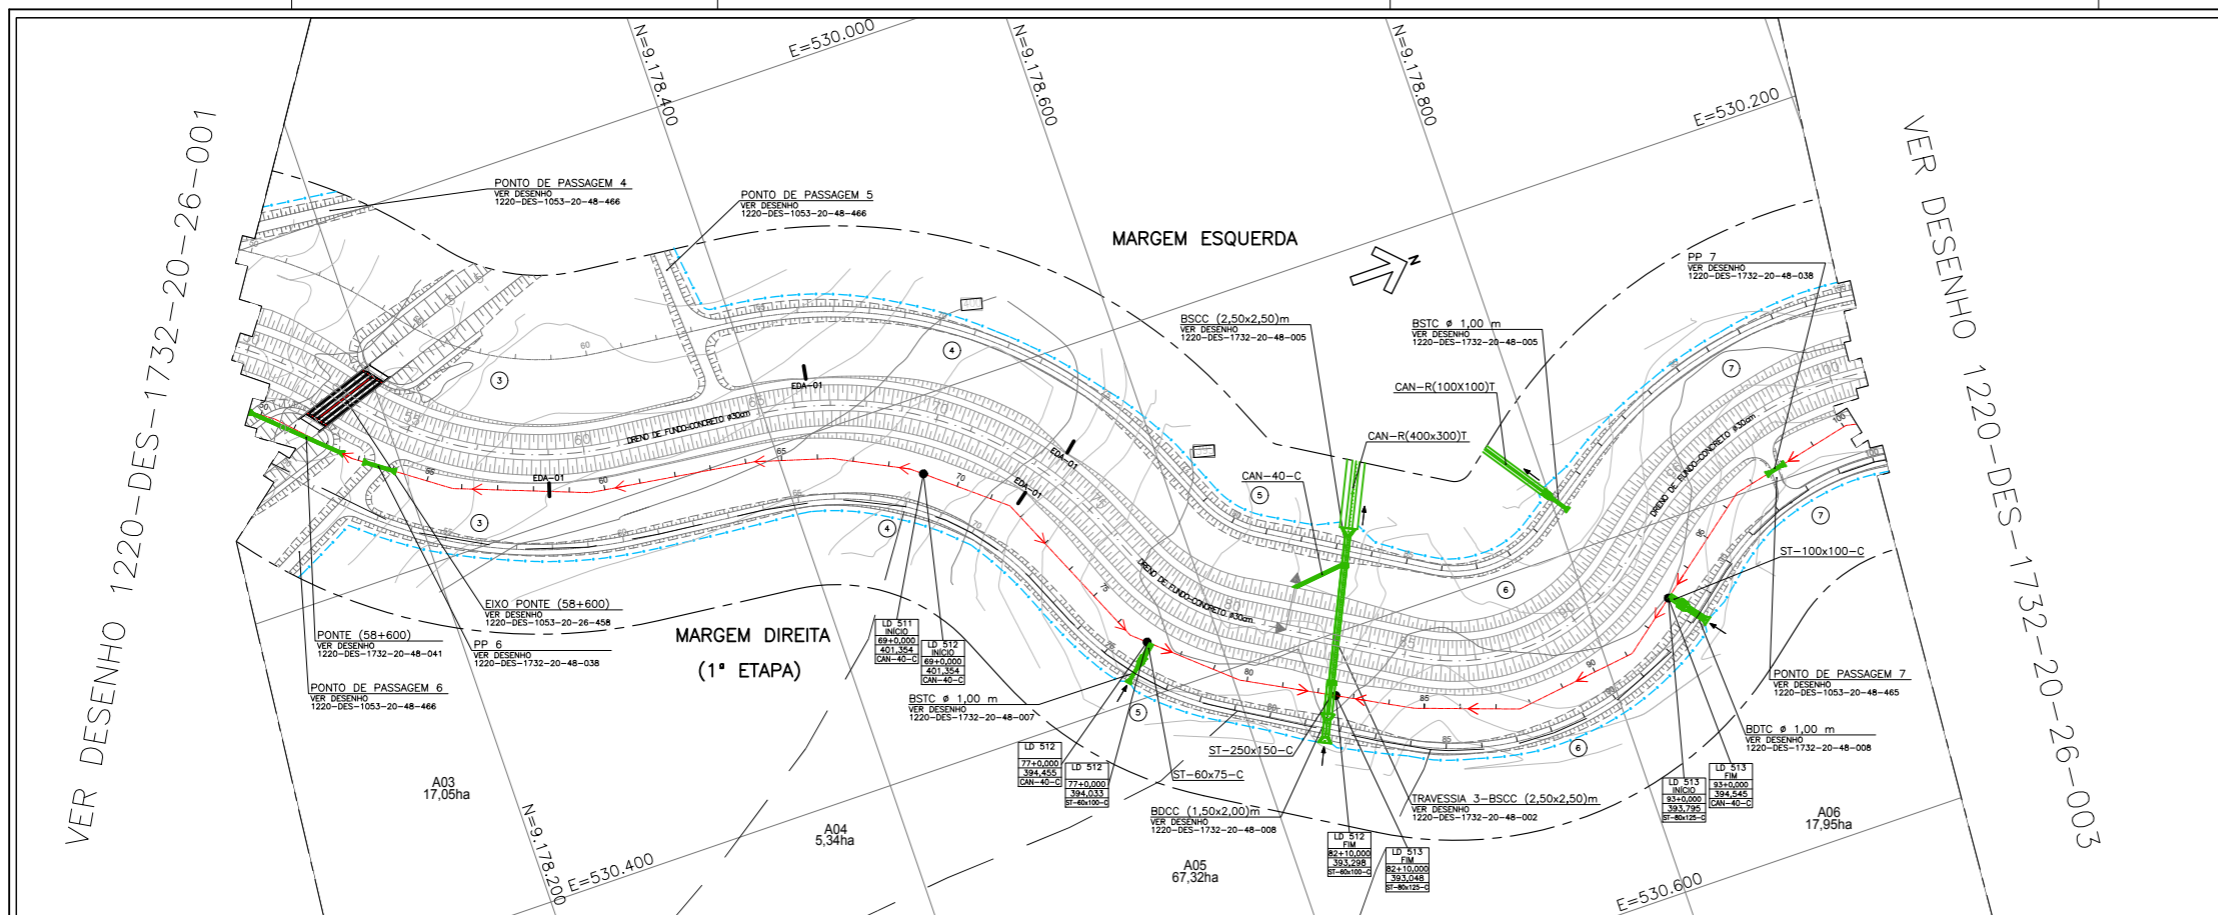 VER DESENHO 1220-DES-1732-20-26-001
N=9.178.400
E=530.000
N=9.178.600
N=9.178.800
E=530.200
VER DESENHO 1220-DES-1732-20-26-003
PONTO DE PASSAGEM 4
VER DESENHO
1220-DES-1053-20-48-466
PONTO DE PASSAGEM 5
VER DESENHO
1220-DES-1053-20-48-466
MARGEM ESQUERDA
N
PP 7
VER DESENHO
1220-DES-1732-20-48-038
BSCC (2,50x2,50)m
VER DESENHO
1220-DES-1732-20-48-005
BSTC ø 1,00 m
VER DESENHO
1220-DES-1732-20-48-005
CAN-R(100X100)T
CAN-R(400x300)T
CAN-40-C
EDA-01
EDA-01
EDA-01
EDA-01
DRENO DE FUNDO-CONCRETO ø30cm
DRENO DE FUNDO-CONCRETO ø30cm
DRENO DE FUNDO-CONCRETO ø30cm
3
4
5
6
7
3
4
5
6
7
ST-100x100-C
EIXO PONTE (58+600)
VER DESENHO
1220-DES-1053-20-26-458
PONTE (58+600)
VER DESENHO
1220-DES-1732-20-48-041
PP 6
VER DESENHO
1220-DES-1732-20-48-038
PONTO DE PASSAGEM 6
VER DESENHO
1220-DES-1053-20-48-466
MARGEM DIREITA
(1ª ETAPA)
LD 511
INÍCIO
69+0,000
401,354
CAN-40-C
LD 512
INÍCIO
69+0,000
401,354
CAN-40-C
BSTC ø 1,00 m
VER DESENHO
1220-DES-1732-20-48-007
PONTO DE PASSAGEM 7
VER DESENHO
1220-DES-1053-20-48-465
BDTC ø 1,00 m
VER DESENHO
1220-DES-1732-20-48-008
ST-250x150-C
ST-60x75-C
LD 512
77+0,000
394,455
CAN-40-C
LD 512
77+0,000
394,033
ST-60x100-C
BDCC (1,50x2,00)m
VER DESENHO
1220-DES-1732-20-48-008
TRAVESSIA 3-BSCC (2,50x2,50)m
VER DESENHO
1220-DES-1732-20-48-002
LD 513
INÍCIO
93+0,000
393,795
ST-80x125-C
LD 513
FIM
93+0,000
394,545
CAN-40-C
LD 512
FIM
82+10,000
393,298
ST-60x100-C
LD 513
FIM
82+10,000
393,048
ST-80x125-C
A03
17,05ha
A04
5,34ha
A05
67,32ha
A06
17,95ha
N=9.178.200
E=530.400
E=530.600